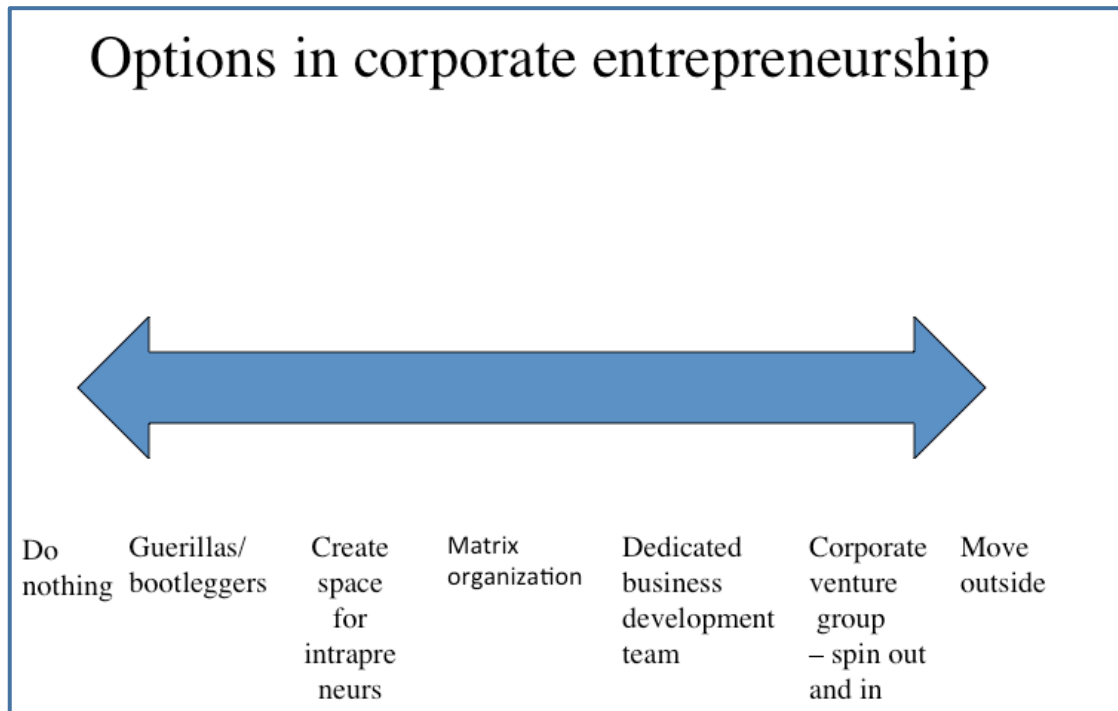 Options in corporate entrepreneurship
Do
nothing
Guerillas/
bootleggers
Create
space
for
intrapre
neurs
Matrix
organization
Dedicated
business
development
team
Corporate
venture
group
– spin out
and in
Move
outside